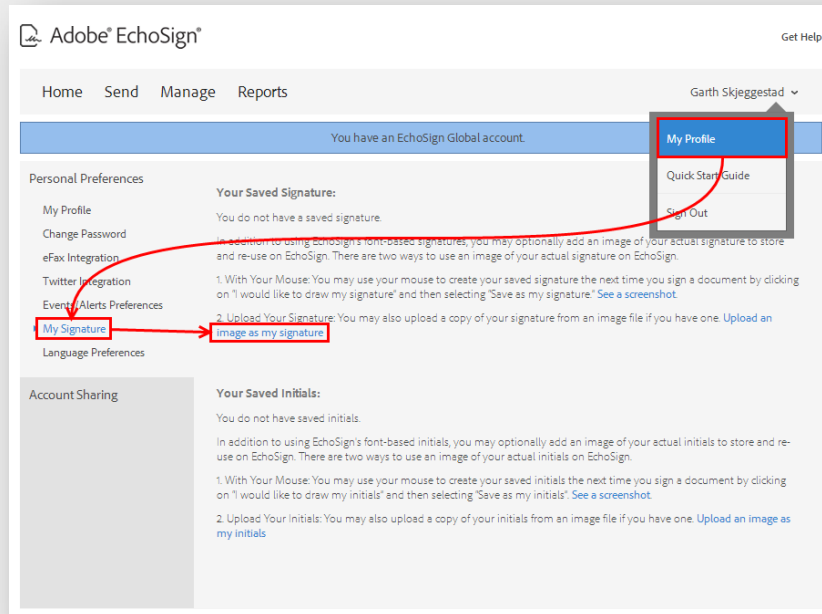 Adobe® EchoSign®
Get Help
Home Send Manage Reports
Garth Skjeggestad
You have an EchoSign Global account.
My Profile
Quick Start Guide
Sign Out
Personal Preferences
My Profile
Change Password
eFax Integration
Twitter Integration
Events/Alerts Preferences
My Signature
Language Preferences
Account Sharing
Your Saved Signature:
You do not have a saved signature.
In addition to using EchoSign's font-based signatures, you may optionally add an image of your actual signature to store
and re-use on EchoSign. There are two ways to use an image of your actual signature on EchoSign.
1. With Your Mouse: You may use your mouse to create your saved signature the next time you sign a document by clicking
on "I would like to draw my signature" and then selecting "Save as my signature." See a screenshot.
2. Upload Your Signature: You may also upload a copy of your signature from an image file if you have one. Upload an
image as my signature
Your Saved Initials:
You do not have saved initials.
In addition to using EchoSign's font-based initials, you may optionally add an image of your actual initials to store and re-
use on EchoSign. There are two ways to use an image of your actual initials on EchoSign.
1. With Your Mouse: You may use your mouse to create your saved initials the next time you sign a document by clicking
on "I would like to draw my initials" and then selecting "Save as my initials". See a screenshot.
2. Upload Your Initials: You may also upload a copy of your initials from an image file if you have one. Upload an image as
my initials